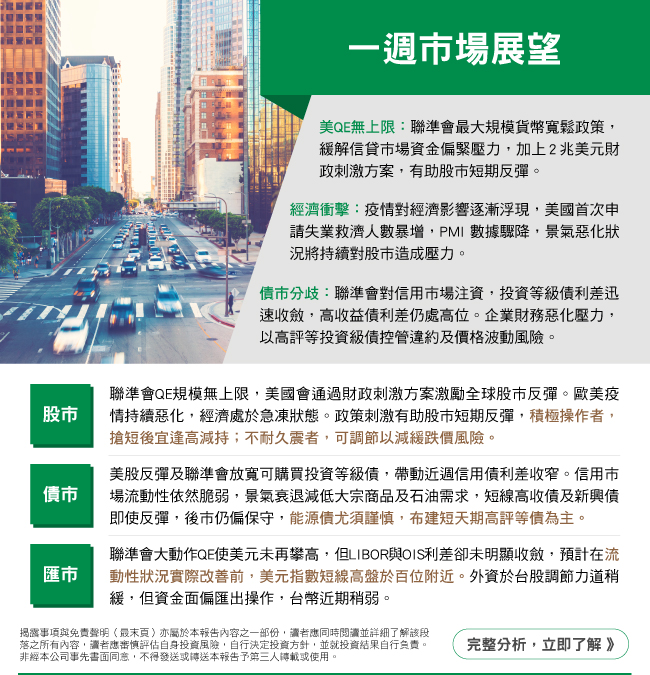 一週市場展望
美QE無上限：聯準會最大規模貨幣寬鬆政策，
緩解信貸市場資金偏緊壓力，加上2兆美元財
政刺激方案，有助股市短期反彈。
經濟衝擊：疫情對經濟影響逐漸浮現，美國首次申
請失業救濟人數暴增，PMI 數據驟降，景氣惡化狀
況將持續對股市造成壓力。
債市分歧：聯準會對信用市場注資，投資等級債利差迅
速收斂，高收益債利差仍處高位。企業財務惡化壓力，
以高評等投資級債控管違約及價格波動風險。
股市
聯準會QE規模無上限，美國會通過財政刺激方案激勵全球股市反彈。歐美疫
情持續惡化，經濟處於急凍狀態。政策刺激有助股市短期反彈，積極操作者，
搶短後宜逢高減持；不耐久震者，可調節以減緩跌價風險。
債市
美股反彈及聯準會放寬可購買投資等級債，帶動近週信用債利差收窄。信用市
場流動性依然脆弱，景氣衰退減低大宗商品及石油需求，短線高收債及新興債
即使反彈，後市仍偏保守，能源債尤須謹慎，布建短天期高評等債為主。
匯市
聯準會大動作QE使美元未再攀高，但LIBOR與OIS利差卻未明顯收斂，預計在流
動性狀況實際改善前，美元指數短線高盤於百位附近。外資於台股調節力道稍
緩，但資金面偏匯出操作，台幣近期稍弱。
揭露事項與免責聲明（最末頁）亦屬於本報告內容之一部份，讀者應同時閱讀並詳細了解該段
落之所有內容，讀者應審慎評估自身投資風險，自行決定投資方針，並就投資結果自行負責。
非經本公司事先書面同意，不得發送或轉送本報告予第三人轉載或使用。
完整分析，立即了解 》